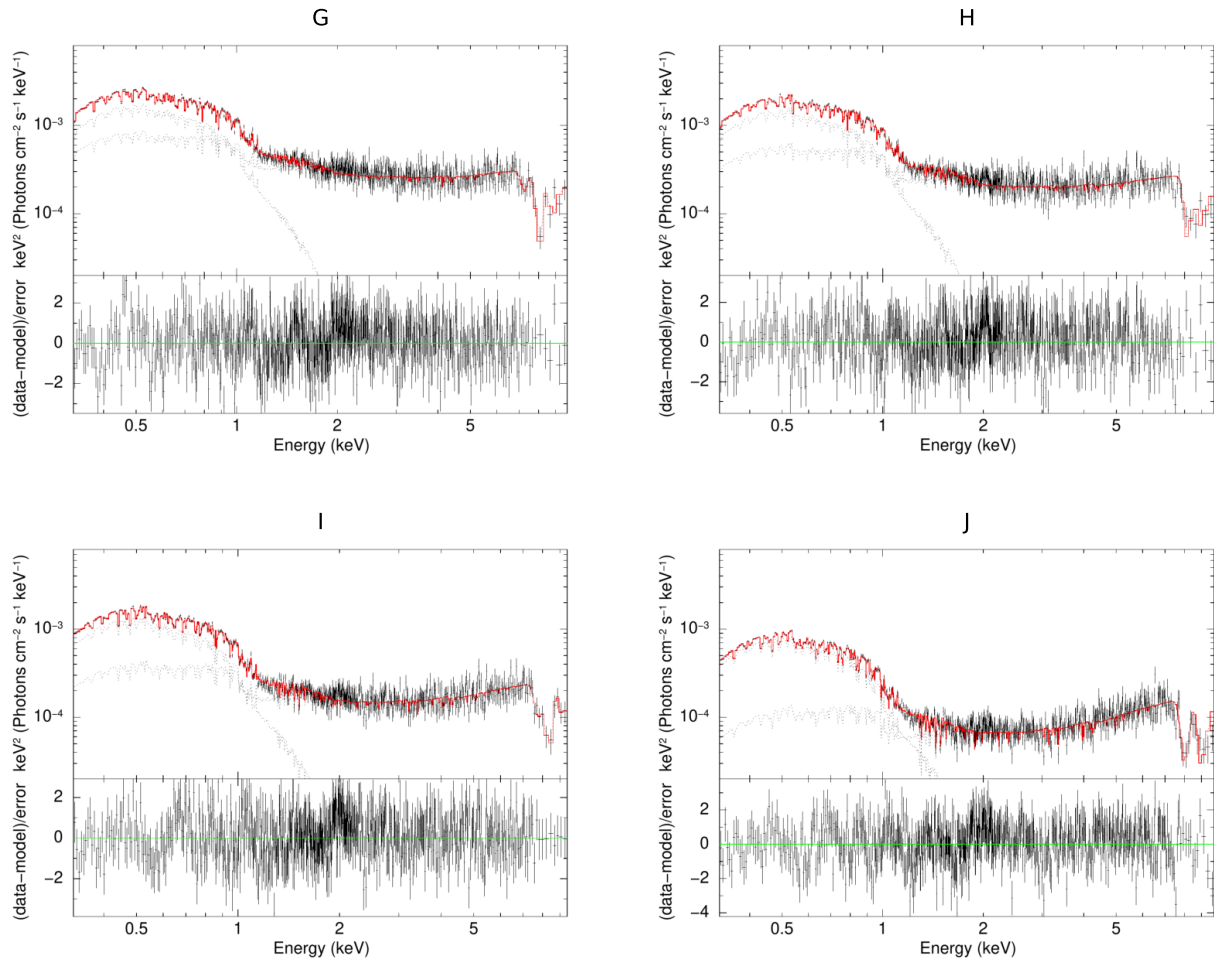 G
keV² (Photons cm⁻² s⁻¹ keV⁻¹)
10⁻³
10⁻⁴
(data−model)/error
2
0
−2
0.5 1 2 5
Energy (keV)
H
keV² (Photons cm⁻² s⁻¹ keV⁻¹)
10⁻³
10⁻⁴
(data−model)/error
2
0
−2
0.5 1 2 5
Energy (keV)
I
keV² (Photons cm⁻² s⁻¹ keV⁻¹)
10⁻³
10⁻⁴
(data−model)/error
2
0
−2
0.5 1 2 5
Energy (keV)
J
keV² (Photons cm⁻² s⁻¹ keV⁻¹)
10⁻³
10⁻⁴
(data−model)/error
2
0
−2
−4
0.5 1 2 5
Energy (keV)